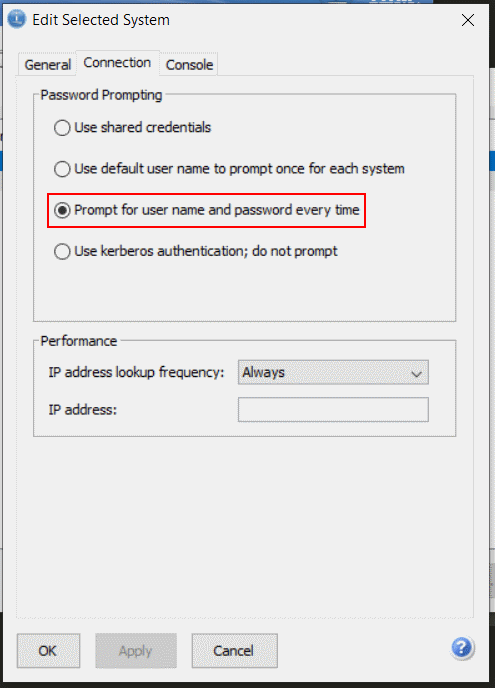 Edit Selected System
General
Connection
Console
Password Prompting
Use shared credentials
Use default user name to prompt once for each system
Prompt for user name and password every time
Use kerberos authentication; do not prompt
Performance
IP address lookup frequency:
Always
IP address:
OK
Apply
Cancel
?